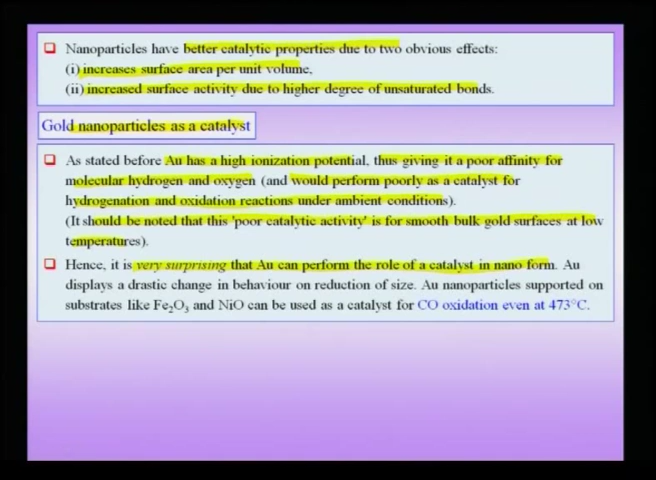 Nanoparticles have better catalytic properties due to two obvious effects:
(i) increases surface area per unit volume,
(ii) increased surface activity due to higher degree of unsaturated bonds.
Gold nanoparticles as a catalyst
As stated before Au has a high ionization potential, thus giving it a poor affinity for
molecular hydrogen and oxygen (and would perform poorly as a catalyst for
hydrogenation and oxidation reactions under ambient conditions).
(It should be noted that this 'poor catalytic activity' is for smooth bulk gold surfaces at low
temperatures).
Hence, it is very surprising that Au can perform the role of a catalyst in nano form. Au
displays a drastic change in behaviour on reduction of size. Au nanoparticles supported on
substrates like Fe₂O₃ and NiO can be used as a catalyst for CO oxidation even at 473°C.